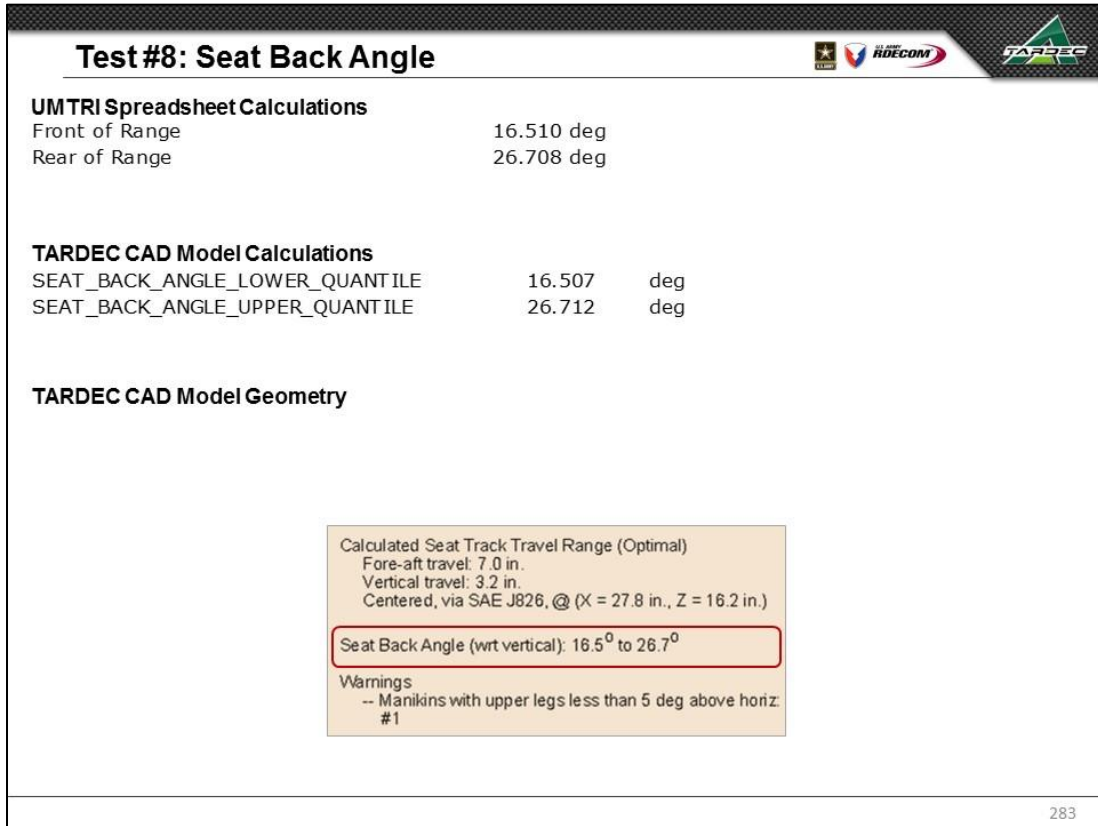 Test #8: Seat Back Angle
U.S. ARMY
U.S. ARMY
RDECOM
TARDEC
UMTRI Spreadsheet Calculations
Front of Range 16.510 deg
Rear of Range 26.708 deg
TARDEC CAD Model Calculations
SEAT_BACK_ANGLE_LOWER_QUANTILE 16.507 deg
SEAT_BACK_ANGLE_UPPER_QUANTILE 26.712 deg
TARDEC CAD Model Geometry
Calculated Seat Track Travel Range (Optimal)
Fore-aft travel: 7.0 in.
Vertical travel: 3.2 in.
Centered, via SAE J826, @ (X = 27.8 in., Z = 16.2 in.)
Seat Back Angle (wrt vertical): 16.5⁰ to 26.7⁰
Warnings
-- Manikins with upper legs less than 5 deg above horiz:
#1
283